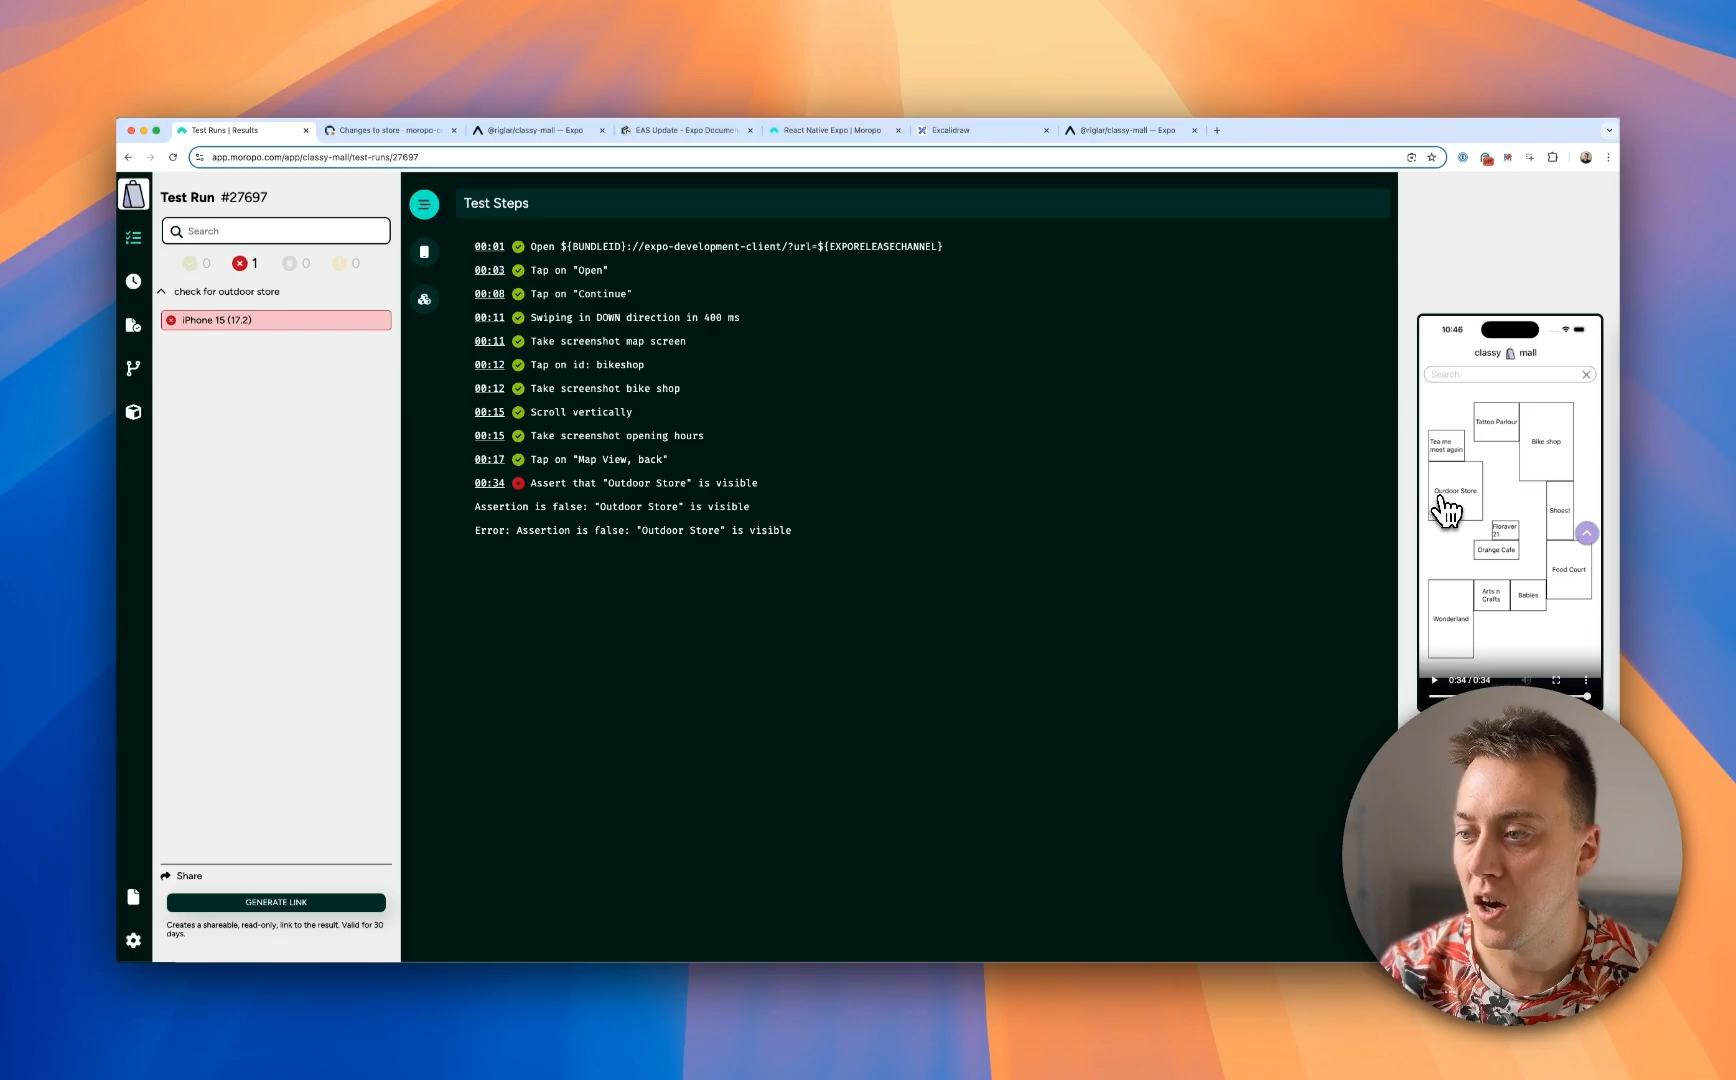 Test Runs | Results
Changes to store · moropo-c
@riglar/classy-mall — Expo
EAS Update - Expo Documen
React Native Expo | Moropo
Excalidraw
@riglar/classy-mall — Expo
app.moropo.com/app/classy-mall/test-runs/27697
Test Run #27697
Search
0 1 0 0
check for outdoor store
iPhone 15 (17.2)
Share
GENERATE LINK
Creates a shareable, read-only, link to the result. Valid for 30
days.
Test Steps
00:01 Open ${BUNDLEID}://expo-development-client/?url=${EXPORELEASECHANNEL}
00:03 Tap on "Open"
00:08 Tap on "Continue"
00:11 Swiping in DOWN direction in 400 ms
00:11 Take screenshot map screen
00:12 Tap on id: bikeshop
00:12 Take screenshot bike shop
00:15 Scroll vertically
00:15 Take screenshot opening hours
00:17 Tap on "Map View, back"
00:34 Assert that "Outdoor Store" is visible
Assertion is false: "Outdoor Store" is visible
Error: Assertion is false: "Outdoor Store" is visible
10:46
classy mall
Search
Tattoo Parlour
Bike shop
Tea me
meet again
Ourdoor Store
Shoes!
Floraver
21
Orange Cafe
Food Court
Arts n
Crafts
Babies
Wonderland
0:34 / 0:34